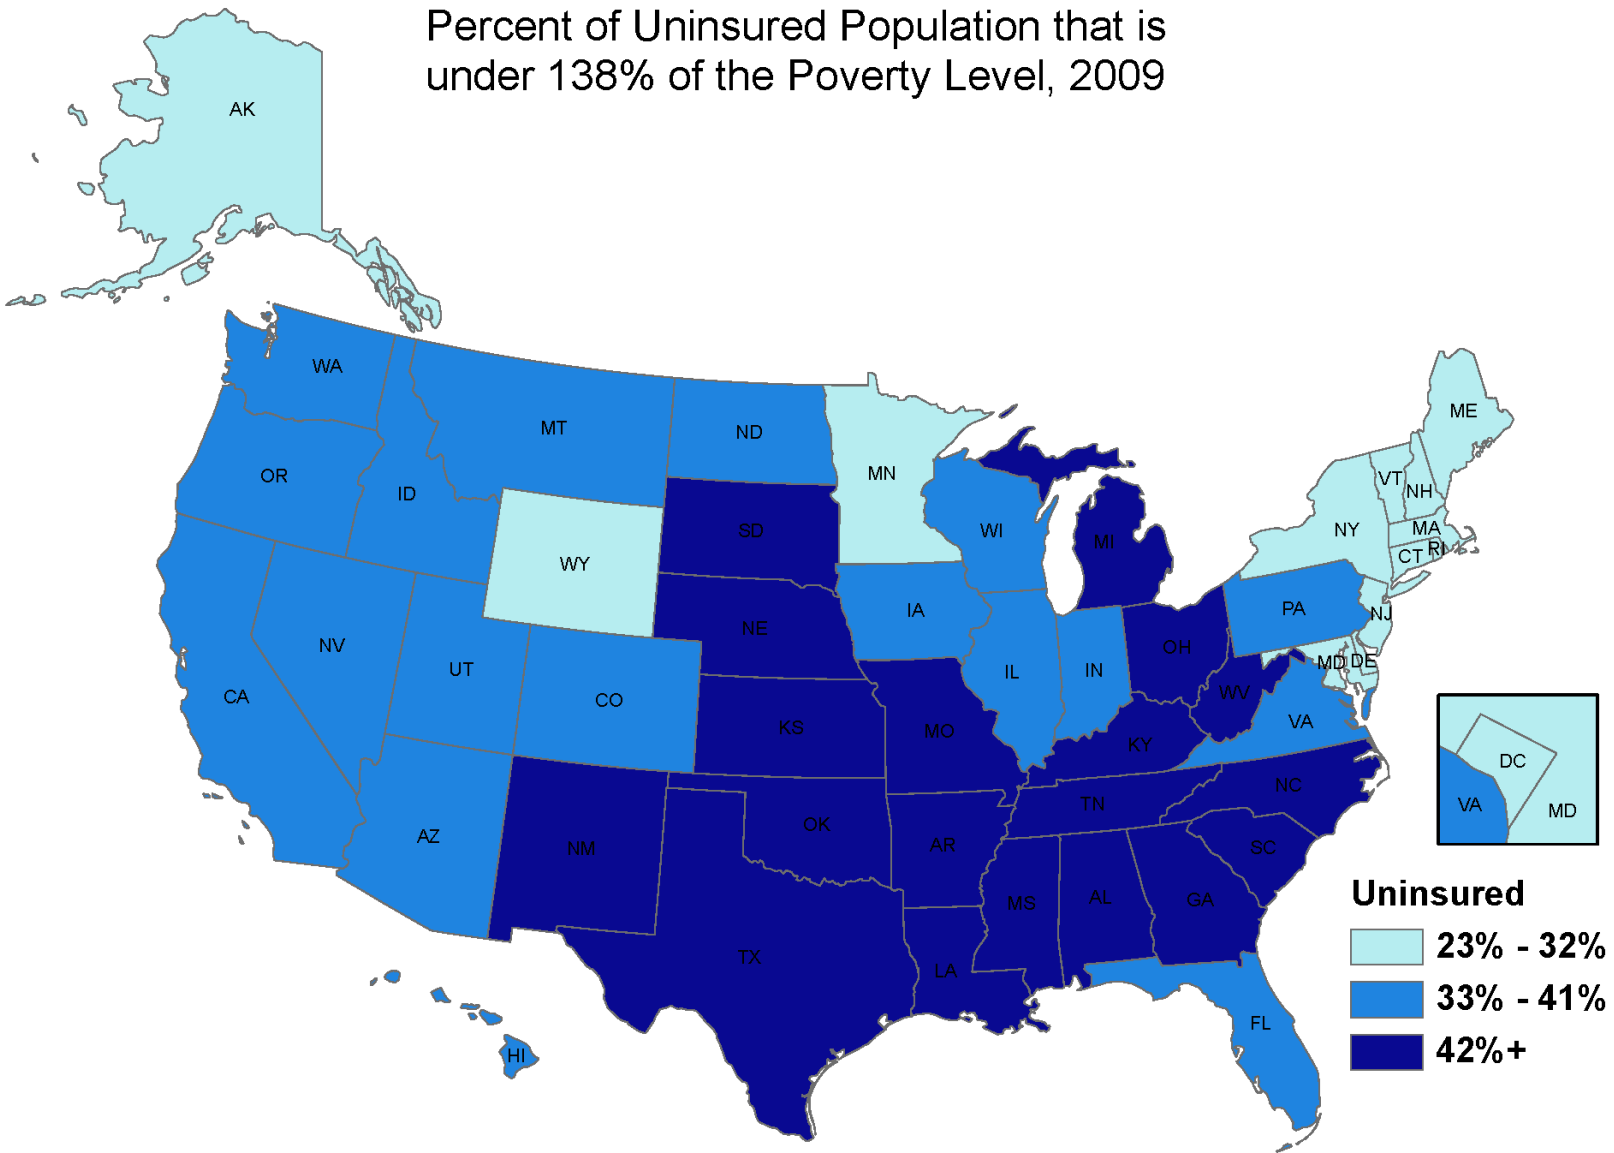 Percent of Uninsured Population that is
under 138% of the Poverty Level, 2009
AK
WA
MT
ND
MN
ME
OR
ID
SD
WI
MI
VT
NH
NY
MA
CT
RI
WY
IA
NE
PA
NJ
NV
UT
CO
CA
IL
IN
OH
MD
DE
WV
VA
KS
MO
KY
DC
VA
MD
AZ
NM
OK
AR
TN
NC
SC
MS
AL
GA
TX
LA
FL
HI
Uninsured
23% - 32%
33% - 41%
42%+